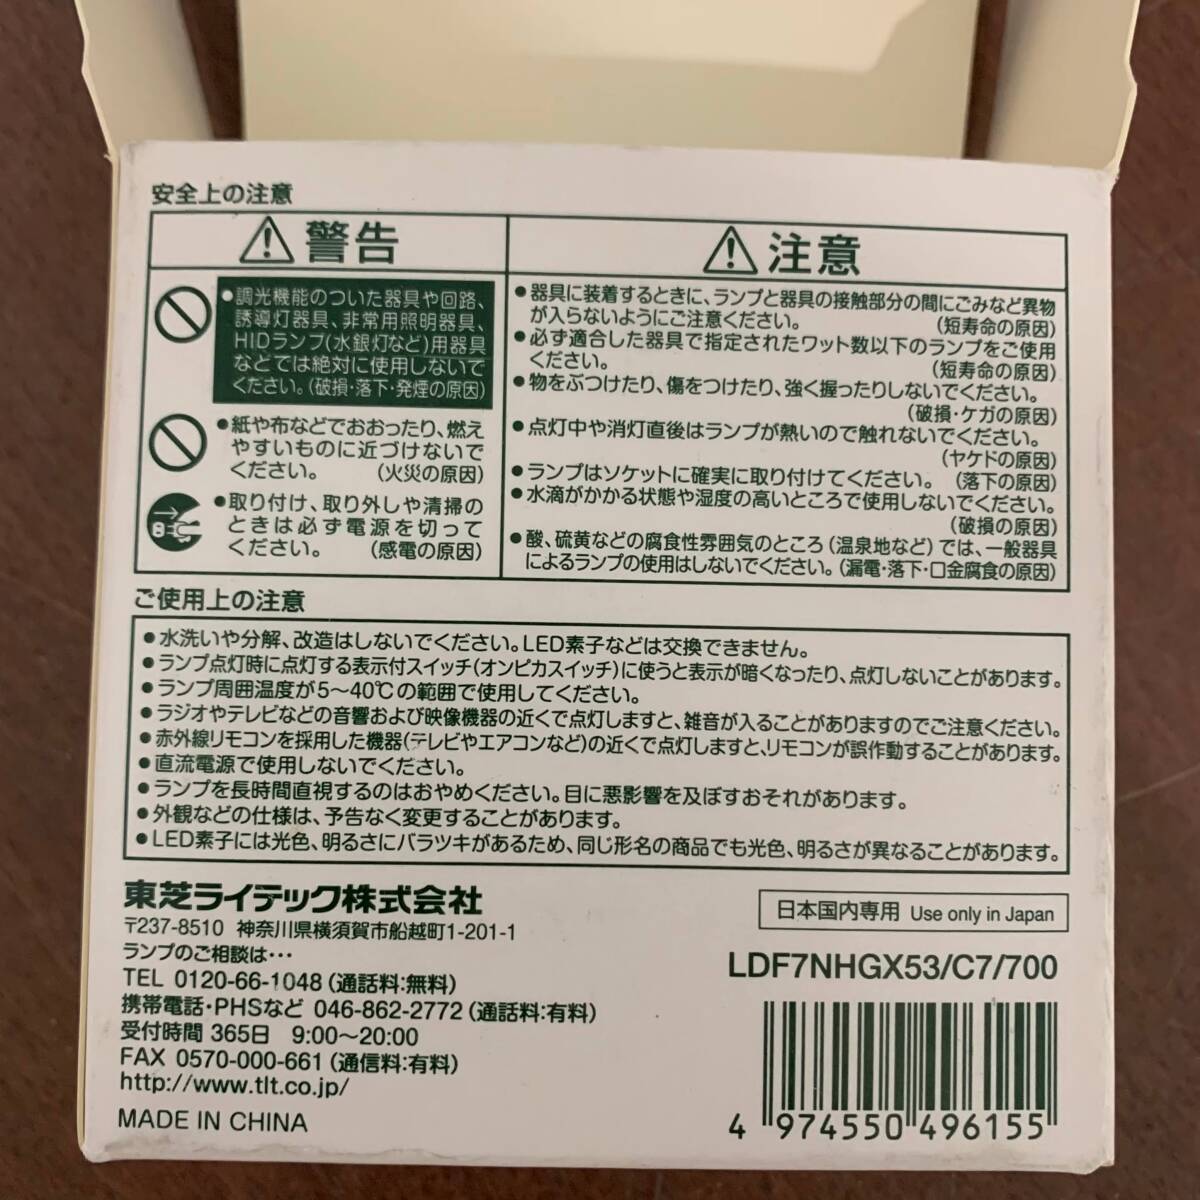 安全上の注意
警告
●調光機能のついた器具や回路、
誘導灯器具、非常用照明器具、
HIDランプ(水銀灯など)用器具
などでは絶対に使用しないで
ください。(破損・落下・発煙の原因)
●紙や布などでおおったり、燃え
やすいものに近づけないで
ください。 (火災の原因)
●取り付け、取り外しや清掃の
ときは必ず電源を切って
ください。 (感電の原因)
注意
●器具に装着するときに、ランプと器具の接触部分の間にごみなど異物
が入らないようにご注意ください。 (短寿命の原因)
●必ず適合した器具で指定されたワット数以下のランプをご使用
ください。 (短寿命の原因)
●物をぶつけたり、傷をつけたり、強く握ったりしないでください。
(破損・ケガの原因)
●点灯中や消灯直後はランプが熱いので触れないでください。
(ヤケドの原因)
●ランプはソケットに確実に取り付けてください。 (落下の原因)
●水滴がかかる状態や湿度の高いところで使用しないでください。
(破損の原因)
●酸、硫黄などの腐食性雰囲気のところ(温泉地など)では、一般器具
によるランプの使用はしないでください。(漏電・落下・口金腐食の原因)
ご使用上の注意
●水洗いや分解、改造はしないでください。LED素子などは交換できません。
●ランプ点灯時に点灯する表示付スイッチ(オンピカスイッチ)に使うと表示が暗くなったり、点灯しないことがあります。
●ランプ周囲温度が5~40℃の範囲で使用してください。
●ラジオやテレビなどの音響および映像機器の近くで点灯しますと、雑音が入ることがありますのでご注意ください。
●赤外線リモコンを採用した機器(テレビやエアコンなど)の近くで点灯しますと、リモコンが誤作動することがあります。
●直流電源で使用しないでください。
●ランプを長時間直視するのはおやめください。目に悪影響を及ぼすおそれがあります。
●外観などの仕様は、予告なく変更することがあります。
●LED素子には光色、明るさにバラツキがあるため、同じ形名の商品でも光色、明るさが異なることがあります。
東芝ライテック株式会社
〒237-8510 神奈川県横須賀市船越町1-201-1
ランプのご相談は…
TEL 0120-66-1048 (通話料:無料)
携帯電話・PHSなど 046-862-2772 (通話料:有料)
受付時間 365日 9:00~20:00
FAX 0570-000-661 (通信料:有料)
http://www.tlt.co.jp/
MADE IN CHINA
日本国内専用 Use only in Japan
LDF7NHGX53/C7/700
4 974550 496155